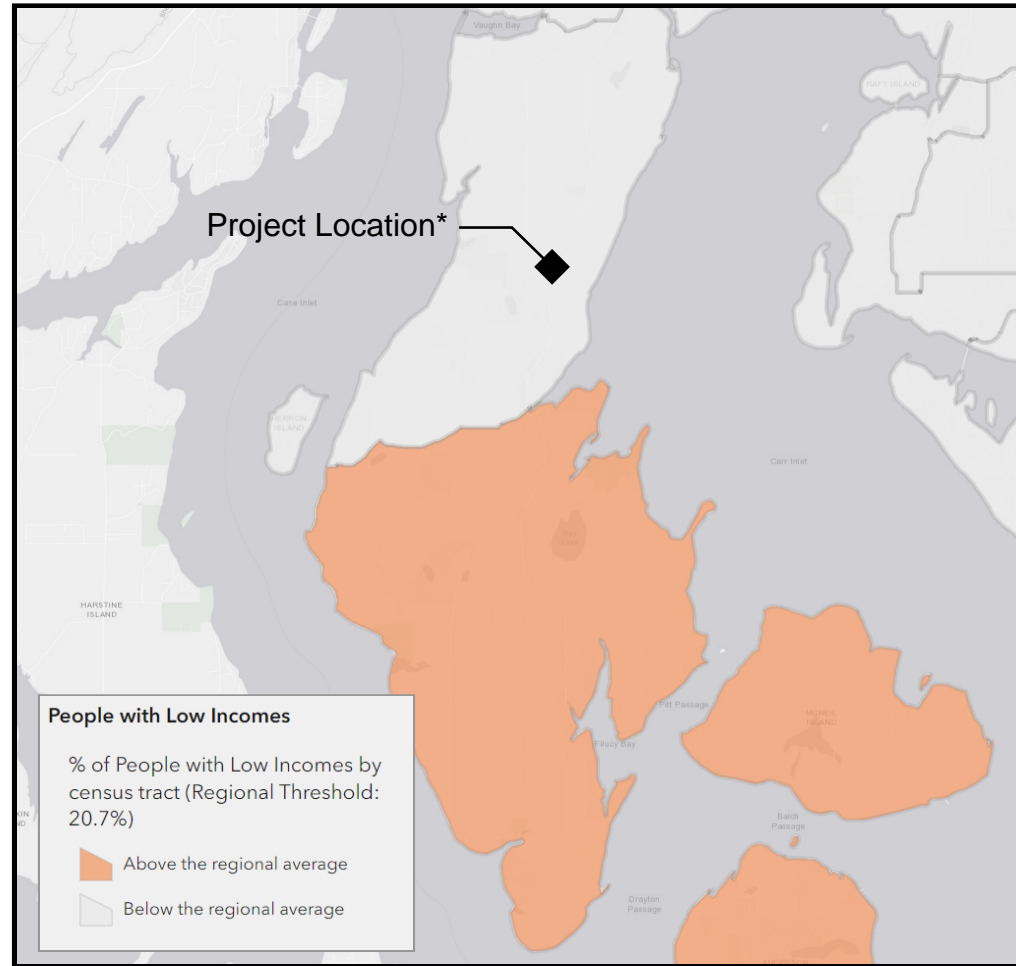 Vaughn Bay
RAFT ISLAND
Project Location*
Case Inlet
HERRON
ISLAND
Carr Inlet
HARSTINE
ISLAND
Pitt Passage
MCNEIL
ISLAND
Filucy Bay
Balch
Passage
Drayton
Passage
People with Low Incomes
% of People with Low Incomes by
census tract (Regional Threshold:
20.7%)
Above the regional average
Below the regional average